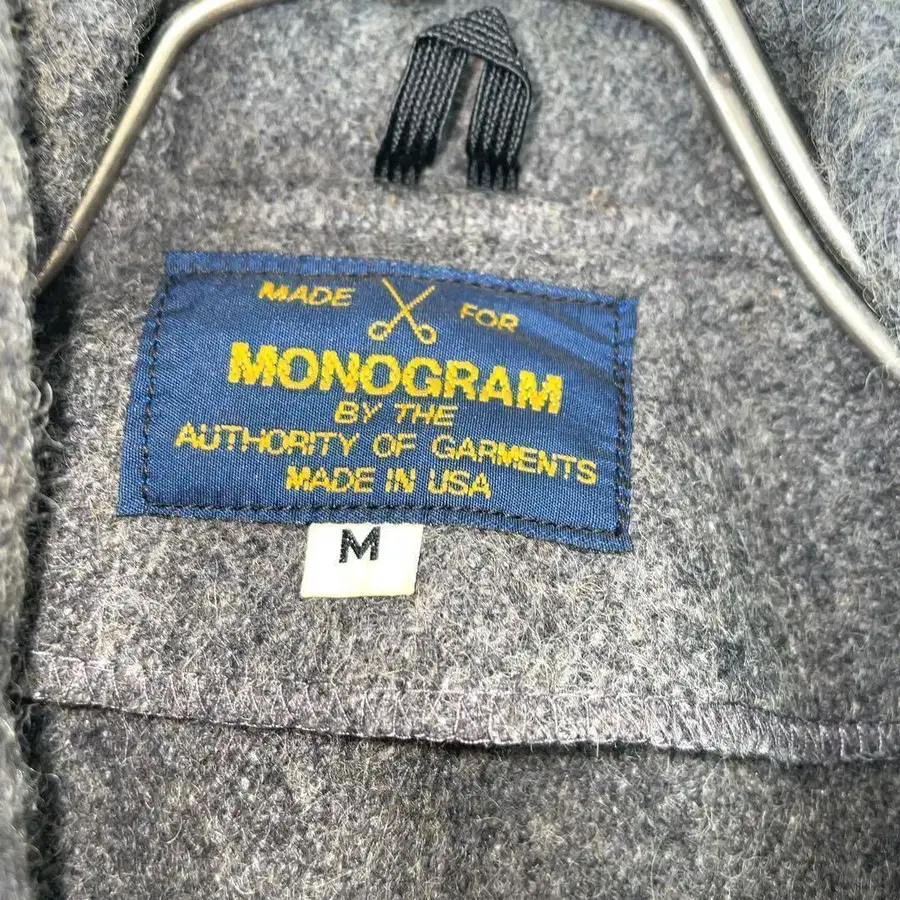 MADE FOR
MONOGRAM
BY THE
AUTHORITY OF GARMENTS
MADE IN USA
M